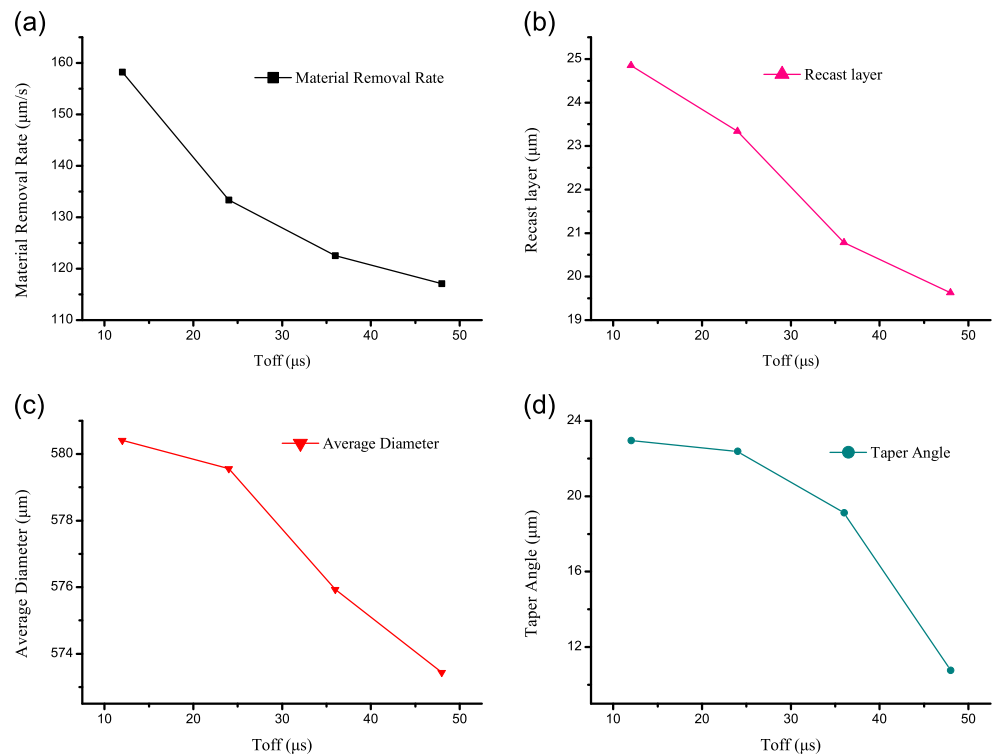 (a)
Material Removal Rate (μm/s)
160
150
140
130
120
110
Material Removal Rate
10 20 30 40 50
Toff (μs)
(b)
Recast layer (μm)
25
24
23
22
21
20
19
Recast layer
10 20 30 40 50
Toff (μs)
(c)
Average Diameter (μm)
580
578
576
574
Average Diameter
10 20 30 40 50
Toff (μs)
(d)
Taper Angle (μm)
24
20
16
12
Taper Angle
10 20 30 40 50
Toff (μs)